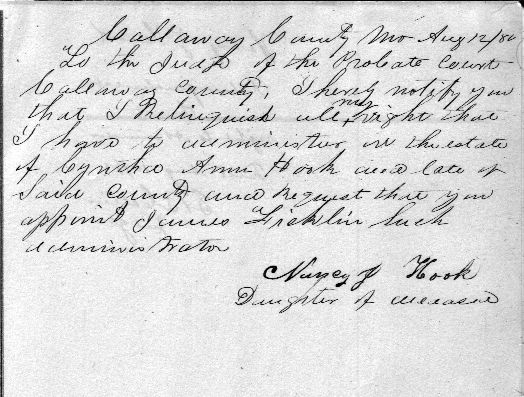 Callaway County Mo Aug 12/80
To the Judge of the Probate Court
Callaway County, I hereby notify you
that I Relinquish all my right that
I have to administer on the estate
of Cynthia Ann Hook decd late of
Said County and Request that you
appoint James Ficklin such
administrator
Nancy J Hook
Daughter of deceased